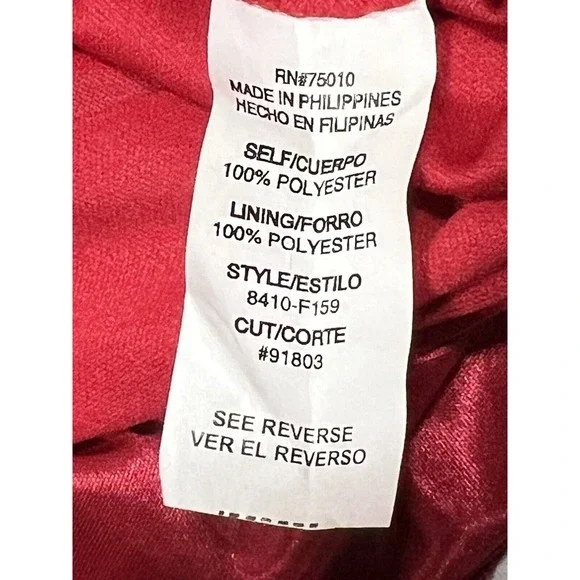 RN#75010
MADE IN PHILIPPINES
HECHO EN FILIPINAS
SELF/CUERPO
100% POLYESTER
LINING/FORRO
100% POLYESTER
STYLE/ESTILO
8410-F159
CUT/CORTE
#91803
SEE REVERSE
VER EL REVERSO